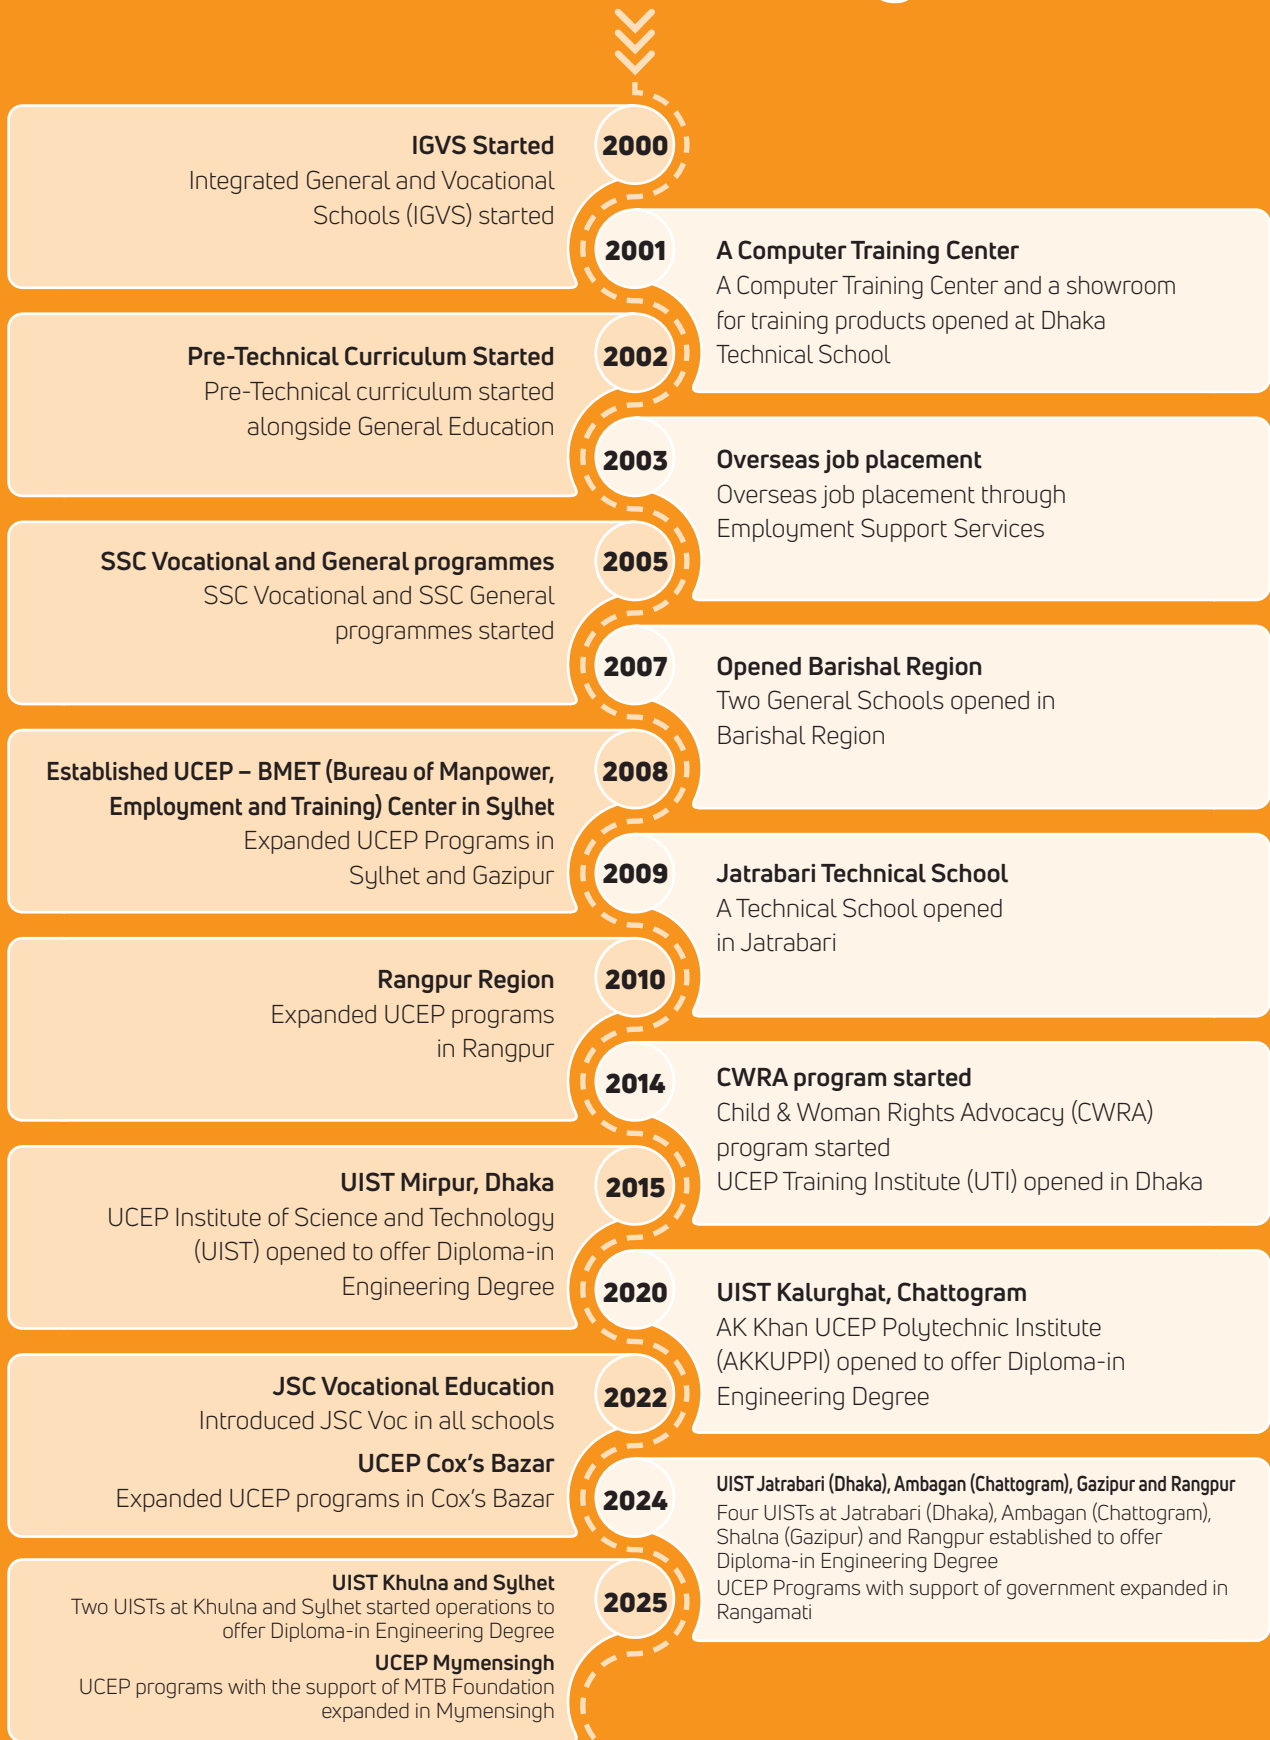 2000
IGVS Started
Integrated General and Vocational
Schools (IGVS) started
2001
A Computer Training Center
A Computer Training Center and a showroom
for training products opened at Dhaka
Technical School
2002
Pre-Technical Curriculum Started
Pre-Technical curriculum started
alongside General Education
2003
Overseas job placement
Overseas job placement through
Employment Support Services
2005
SSC Vocational and General programmes
SSC Vocational and SSC General
programmes started
2007
Opened Barishal Region
Two General Schools opened in
Barishal Region
2008
Established UCEP – BMET (Bureau of Manpower,
Employment and Training) Center in Sylhet
Expanded UCEP Programs in
Sylhet and Gazipur
2009
Jatrabari Technical School
A Technical School opened
in Jatrabari
2010
Rangpur Region
Expanded UCEP programs
in Rangpur
2014
CWRA program started
Child & Woman Rights Advocacy (CWRA)
program started
UCEP Training Institute (UTI) opened in Dhaka
2015
UIST Mirpur, Dhaka
UCEP Institute of Science and Technology
(UIST) opened to offer Diploma-in
Engineering Degree
2020
UIST Kalurghat, Chattogram
AK Khan UCEP Polytechnic Institute
(AKKUPPI) opened to offer Diploma-in
Engineering Degree
2022
JSC Vocational Education
Introduced JSC Voc in all schools
UCEP Cox’s Bazar
Expanded UCEP programs in Cox’s Bazar
2024
UIST Jatrabari (Dhaka), Ambagan (Chattogram), Gazipur and Rangpur
Four UISTs at Jatrabari (Dhaka), Ambagan (Chattogram),
Shalna (Gazipur) and Rangpur established to offer
Diploma-in Engineering Degree
UCEP Programs with support of government expanded in
Rangamati
2025
UIST Khulna and Sylhet
Two UISTs at Khulna and Sylhet started operations to
offer Diploma-in Engineering Degree
UCEP Mymensingh
UCEP programs with the support of MTB Foundation
expanded in Mymensingh